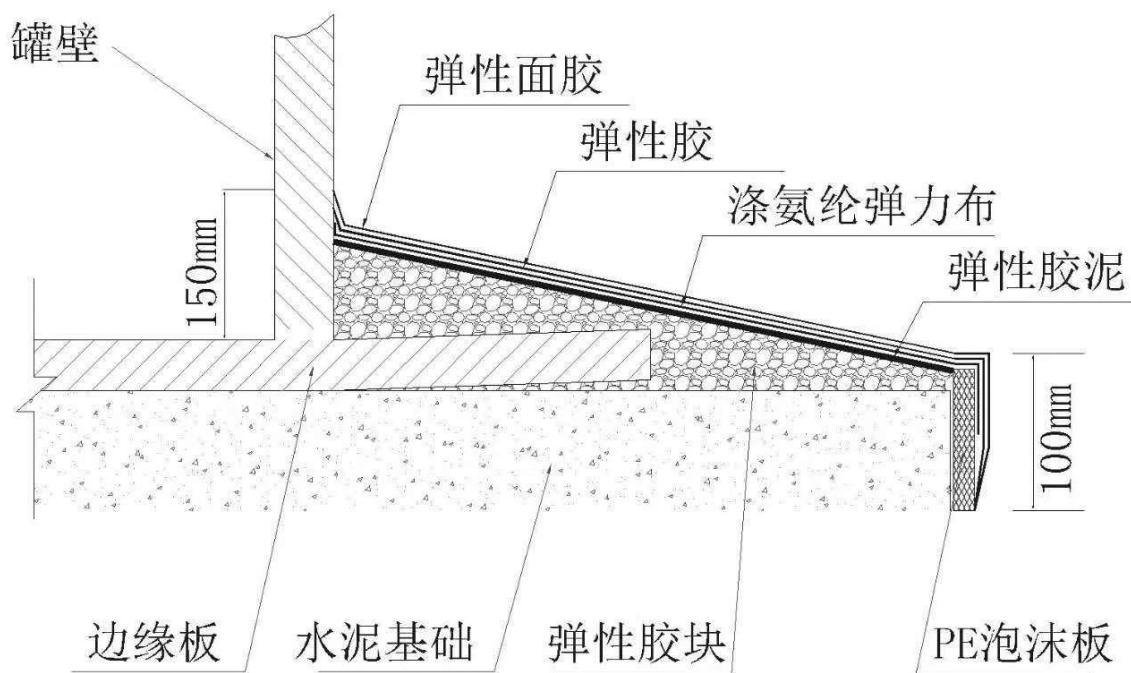 罐壁
弹性面胶
弹性胶
涤氨纶弹力布
弹性胶泥
150mm
100mm
边缘板
水泥基础
弹性胶块
PE泡沫板